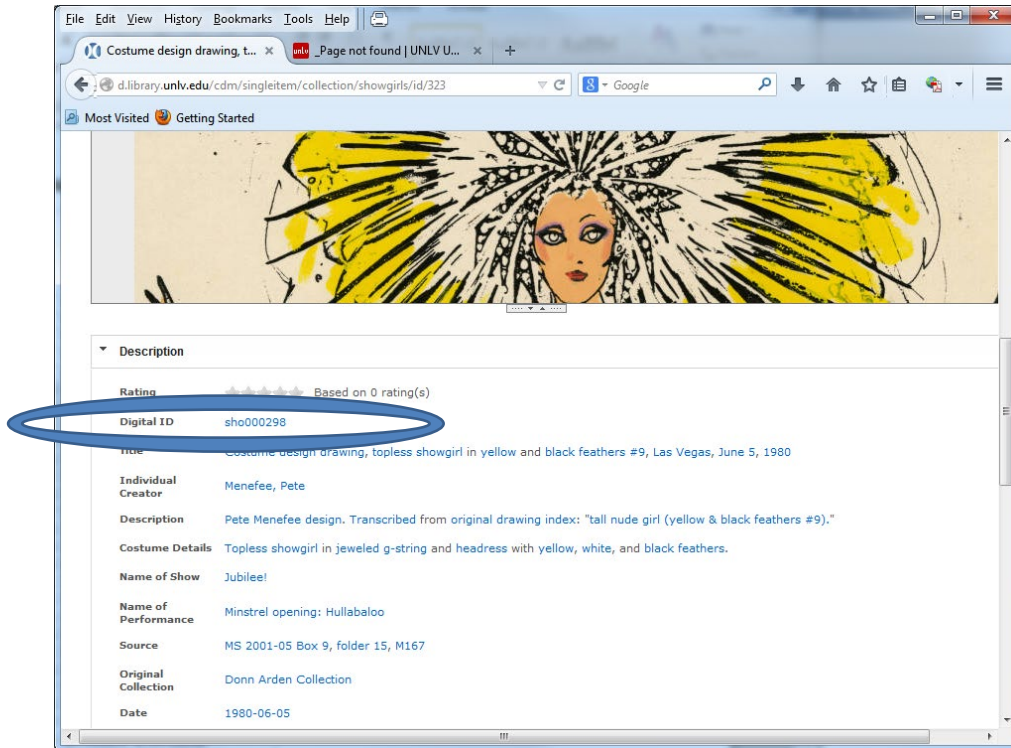 File Edit View History Bookmarks Tools Help
Costume design drawing, t... × unlv _Page not found | UNLV U... × +
d.library.unlv.edu/cdm/singleitem/collection/showgirls/id/323 8 Google
Most Visited Getting Started
Description
Rating Based on 0 rating(s)
Digital ID sho000298
Title Costume design drawing, topless showgirl in yellow and black feathers #9, Las Vegas, June 5, 1980
Individual
Creator Menefee, Pete
Description Pete Menefee design. Transcribed from original drawing index: "tall nude girl (yellow & black feathers #9)."
Costume Details Topless showgirl in jeweled g-string and headress with yellow, white, and black feathers.
Name of Show Jubilee!
Name of
Performance Minstrel opening: Hullabaloo
Source MS 2001-05 Box 9, folder 15, M167
Original
Collection Donn Arden Collection
Date 1980-06-05